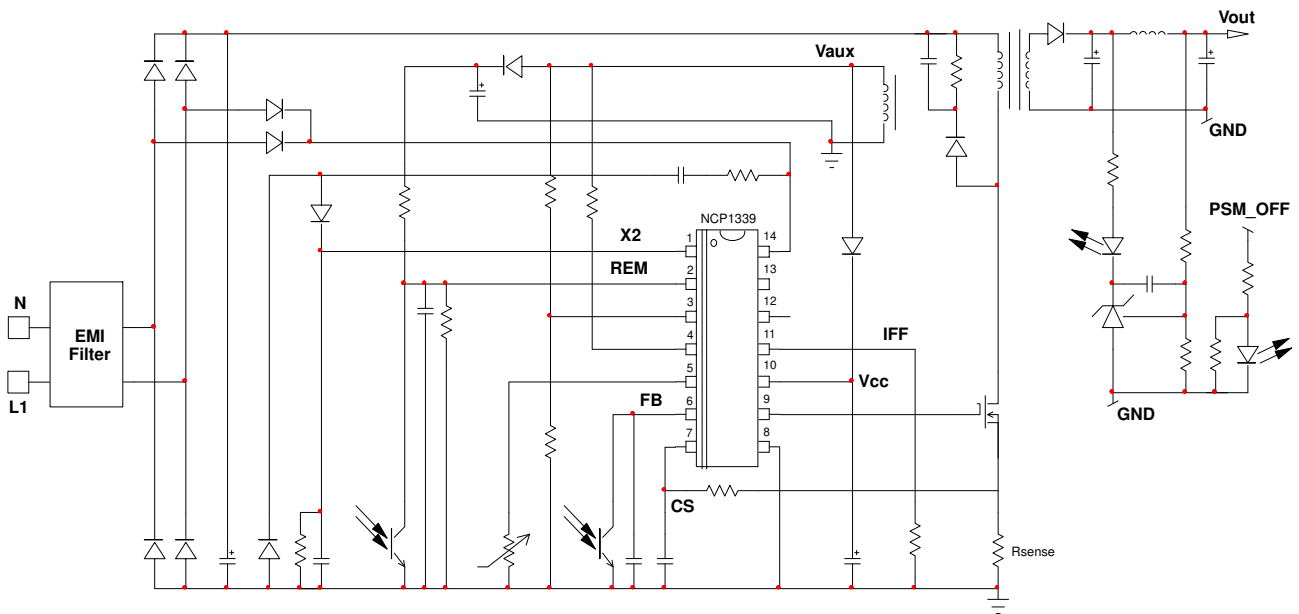 Vout
Vaux
GND
NCP1339
PSM_OFF
X2
1
14
REM
2
13
N
3
12
EMI
Filter
4
11
IFF
L1
5
10
Vcc
FB
6
9
GND
7
8
CS
Rsense
+
+
+
+
+